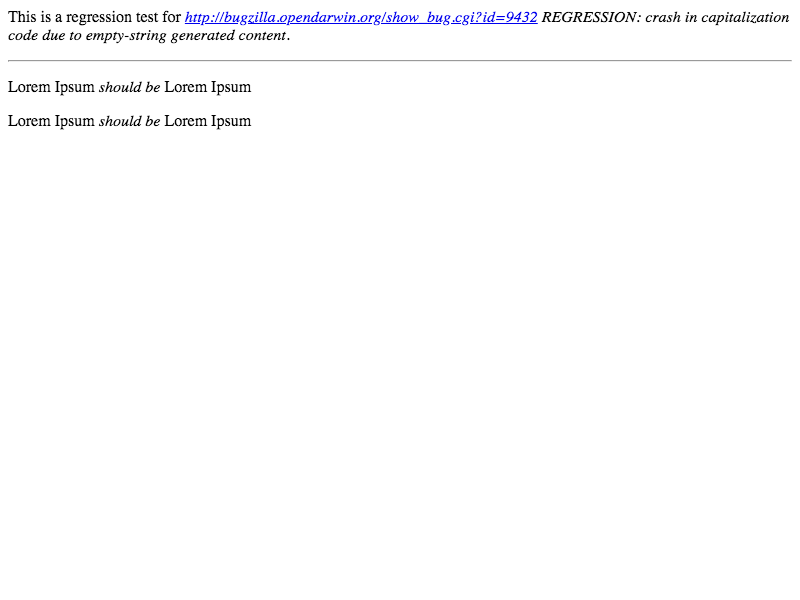 This is a regression test for http://bugzilla.opendarwin.org/show_bug.cgi?id=9432 REGRESSION: crash in capitalization
code due to empty-string generated content.
Lorem Ipsum should be Lorem Ipsum
Lorem Ipsum should be Lorem Ipsum